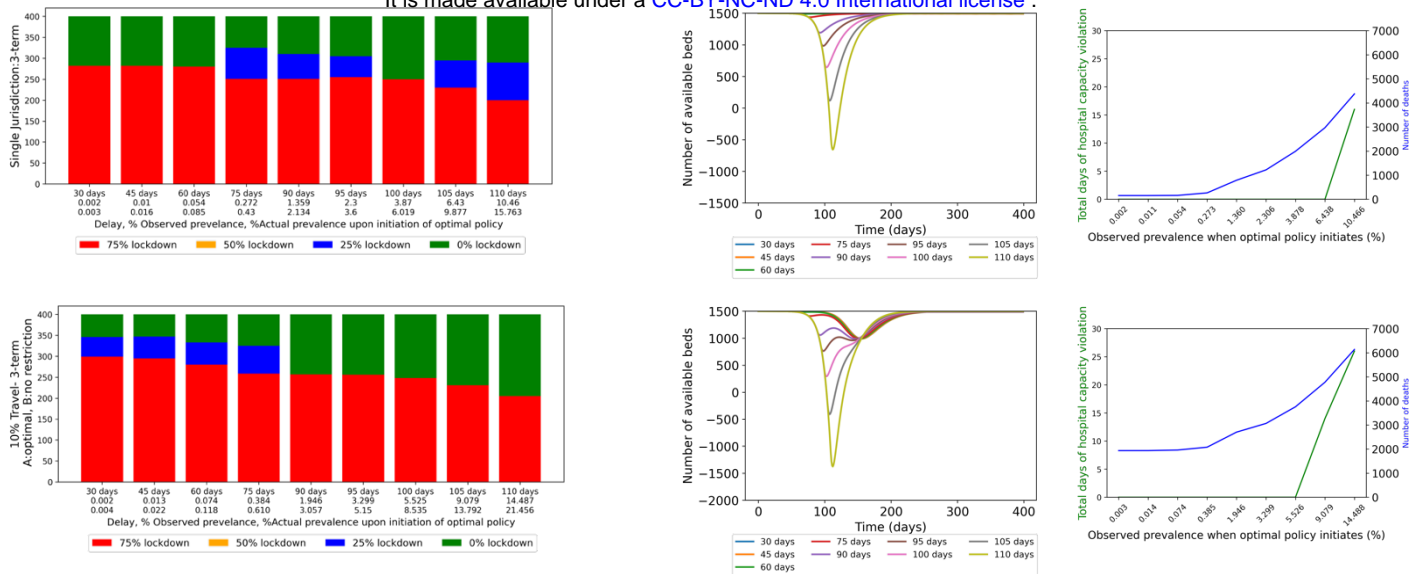 It is made available under a CC-BY-NC-ND 4.0 International license .
Single Jurisdiction:3-term
400
350
300
250
200
150
100
50
0
30 days 45 days 60 days 75 days 90 days 95 days 100 days 105 days 110 days
0.002 0.01 0.054 0.272 1.359 2.3 3.87 6.43 10.46
0.003 0.016 0.085 0.43 2.134 3.6 6.019 9.877 15.763
Delay, % Observed prevelance, %Actual prevalence upon initiation of optimal policy
75% lockdown 50% lockdown 25% lockdown 0% lockdown
Number of available beds
1500
1000
500
0
−500
−1000
−1500
0 100 200 300 400
Time (days)
30 days 75 days 95 days 105 days
45 days 90 days 100 days 110 days
60 days
Total days of hospital capacity violation
30
25
20
15
10
5
0
7000
6000
5000
4000
3000
2000
1000
0
Number of deaths
0.002 0.011 0.054 0.273 1.360 2.306 3.878 6.438 10.466
Observed prevalence when optimal policy initiates (%)
10% Travel- 3-term
A:optimal, B:no restriction
400
350
300
250
200
150
100
50
0
30 days 45 days 60 days 75 days 90 days 95 days 100 days 105 days 110 days
0.002 0.013 0.074 0.384 1.946 3.299 5.525 9.079 14.487
0.004 0.022 0.118 0.610 3.057 5.15 8.535 13.792 21.456
Delay, % Observed prevelance, %Actual prevalence upon initiation of optimal policy
75% lockdown 50% lockdown 25% lockdown 0% lockdown
Number of available beds
1500
1000
500
0
−500
−1000
−1500
−2000
0 100 200 300 400
Time (days)
30 days 75 days 95 days 105 days
45 days 90 days 100 days 110 days
60 days
Total days of hospital capacity violation
30
25
20
15
10
5
0
7000
6000
5000
4000
3000
2000
1000
0
Number of deaths
0.003 0.014 0.074 0.385 1.946 3.299 5.526 9.079 14.488
Observed prevalence when optimal policy initiates (%)